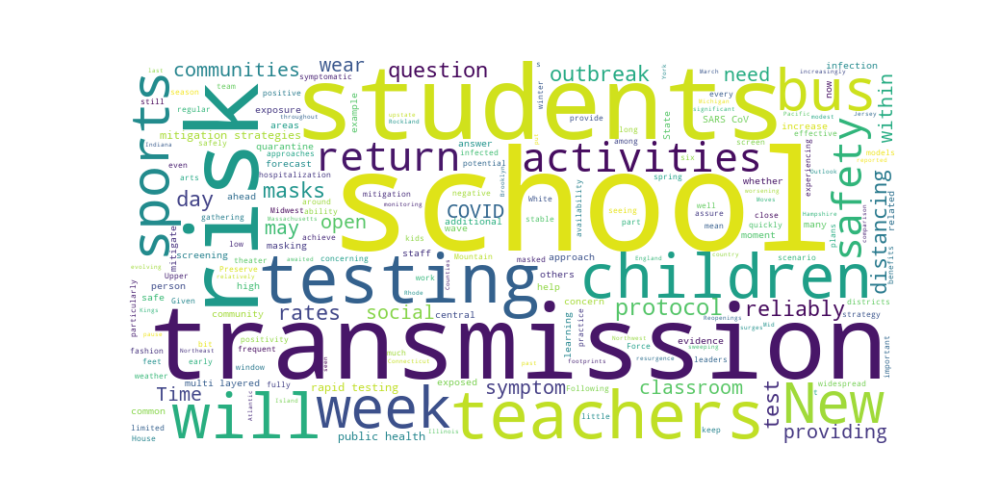 school
transmission
students
risk
testing
children
teachers
will
week
New
bus
sports
safety
return
activities
question
outbreak
need
communities
wear
within
distancing
masks
day
may
open
COVID
rates
social
protocol
reliably
symptom
classroom
test
providing
Time
mitigation strategies
public health
rapid testing
SARS CoV
multi layered
quarantine
forecast
hospitalization
exposure
areas
example
symptomatic
positive
throughout
team
season
last
still
regular
safely
approaches
infected
potential
answer
State
York
March
increasingly
infection
now
Michigan
significant
every
provide
among
long
winter
upstate
Rockland
Indiana
even
arts
ahead
around
ability
gathering
Midwest
Massachusetts
low
masking
achieve
mitigation
monitoring
negative
additional
wave
White
stable
kids
staff
Mountain
masked
approach
others
help
work
central
England
concern
concerning
theater
Preserve
relatively
Upper
person
safe
Given
high
community
mitigate
particularly
evolving
Kings
awaited
Counties
Rhode
country
scenario
plans
many
related
benefits
comparison
Hampshire
Outlook
experiencing
worsening
Moves
close
quickly
moment
whether
assure
mean
well
seeing
spring
six
screen
increase
models
reported
effective
modest
Pacific
Jersey
availability
Brooklyn
districts
strategy
evidence
Reopenings
Mid
surges
Force
leaders
sweeping
resurgence
Northwest
footprints
practice
learning
important
widespread
Following
exposed
little
keep
Illinois
Atlantic
Island
Connecticut
seen
much
frequent
window
fully
positivity
bit
early
Northeast
pause
fashion
feet
weather
common
limited
House
screening
part